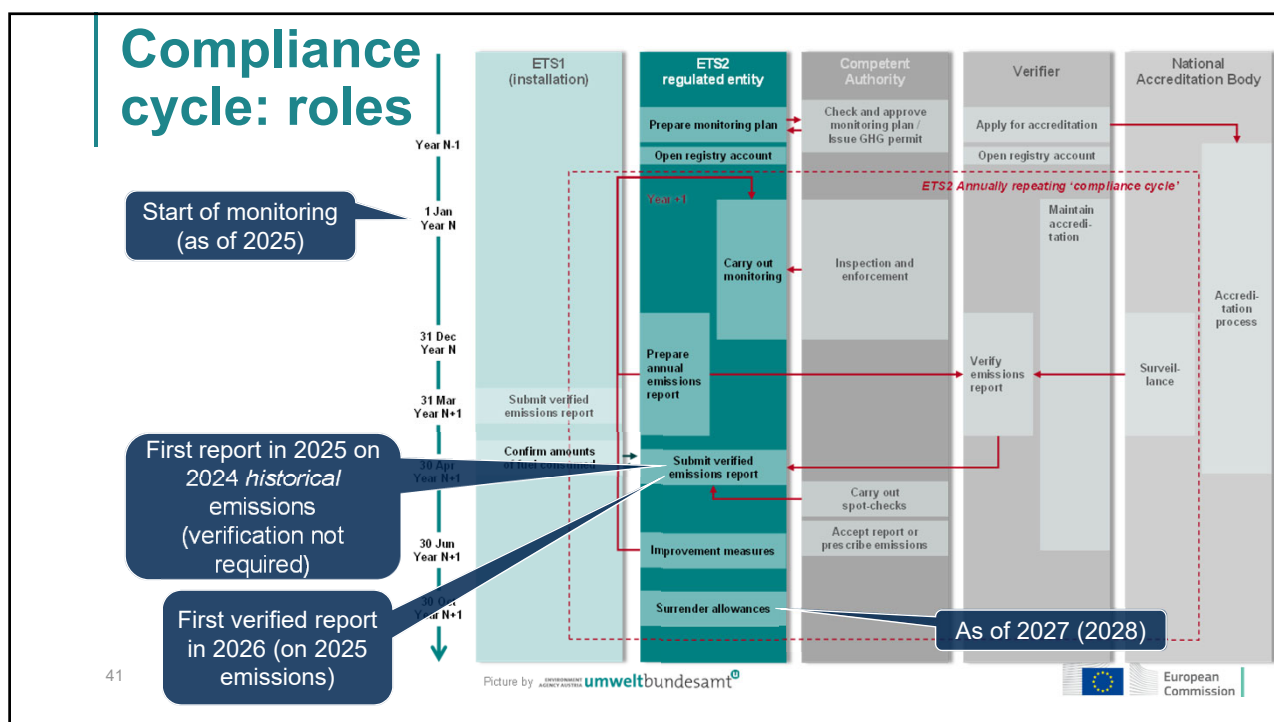 Compliance
cycle: roles
ETS1
(installation)
ETS2
regulated entity
Competent
Authority
Verifier
National
Accreditation Body
Year N-1
Prepare monitoring plan
Check and approve
monitoring plan /
Issue GHG permit
Apply for accreditation
Open registry account
Open registry account
ETS2 Annually repeating ‘compliance cycle’
Year +1
Start of monitoring
(as of 2025)
1 Jan
Year N
Carry out
monitoring
Inspection and
enforcement
Maintain
accredi-
tation
Accredi-
tation
process
31 Dec
Year N
Prepare
annual
emissions
report
Verify
emissions
report
Surveil-
lance
31 Mar
Year N+1
Submit verified
emissions report
First report in 2025 on
2024 historical
emissions
(verification not
required)
30 Apr
Year N+1
Confirm amounts
of fuel consumed
Submit verified
emissions report
Carry out
spot-checks
30 Jun
Year N+1
Improvement measures
Accept report or
prescribe emissions
First verified report
in 2026 (on 2025
emissions)
30 Oct
Year N+1
Surrender allowances
As of 2027 (2028)
41
Picture by
ENVIRONMENT
AGENCY AUSTRIA
umweltbundesamt
u
European
Commission